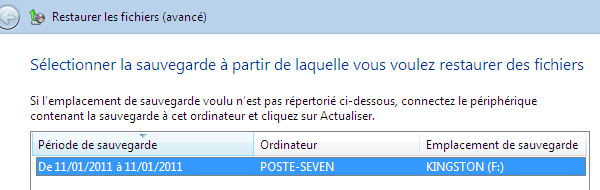 Restaurer les fichiers (avancé)
Sélectionner la sauvegarde à partir de laquelle vous voulez restaurer des fichiers
Si l'emplacement de sauvegarde voulu n'est pas répertorié ci-dessous, connectez le périphérique
contenant la sauvegarde à cet ordinateur et cliquez sur Actualiser.
Période de sauvegarde Ordinateur Emplacement de sauvegarde
De 11/01/2011 à 11/01/2011 POSTE-SEVEN KINGSTON (F:)